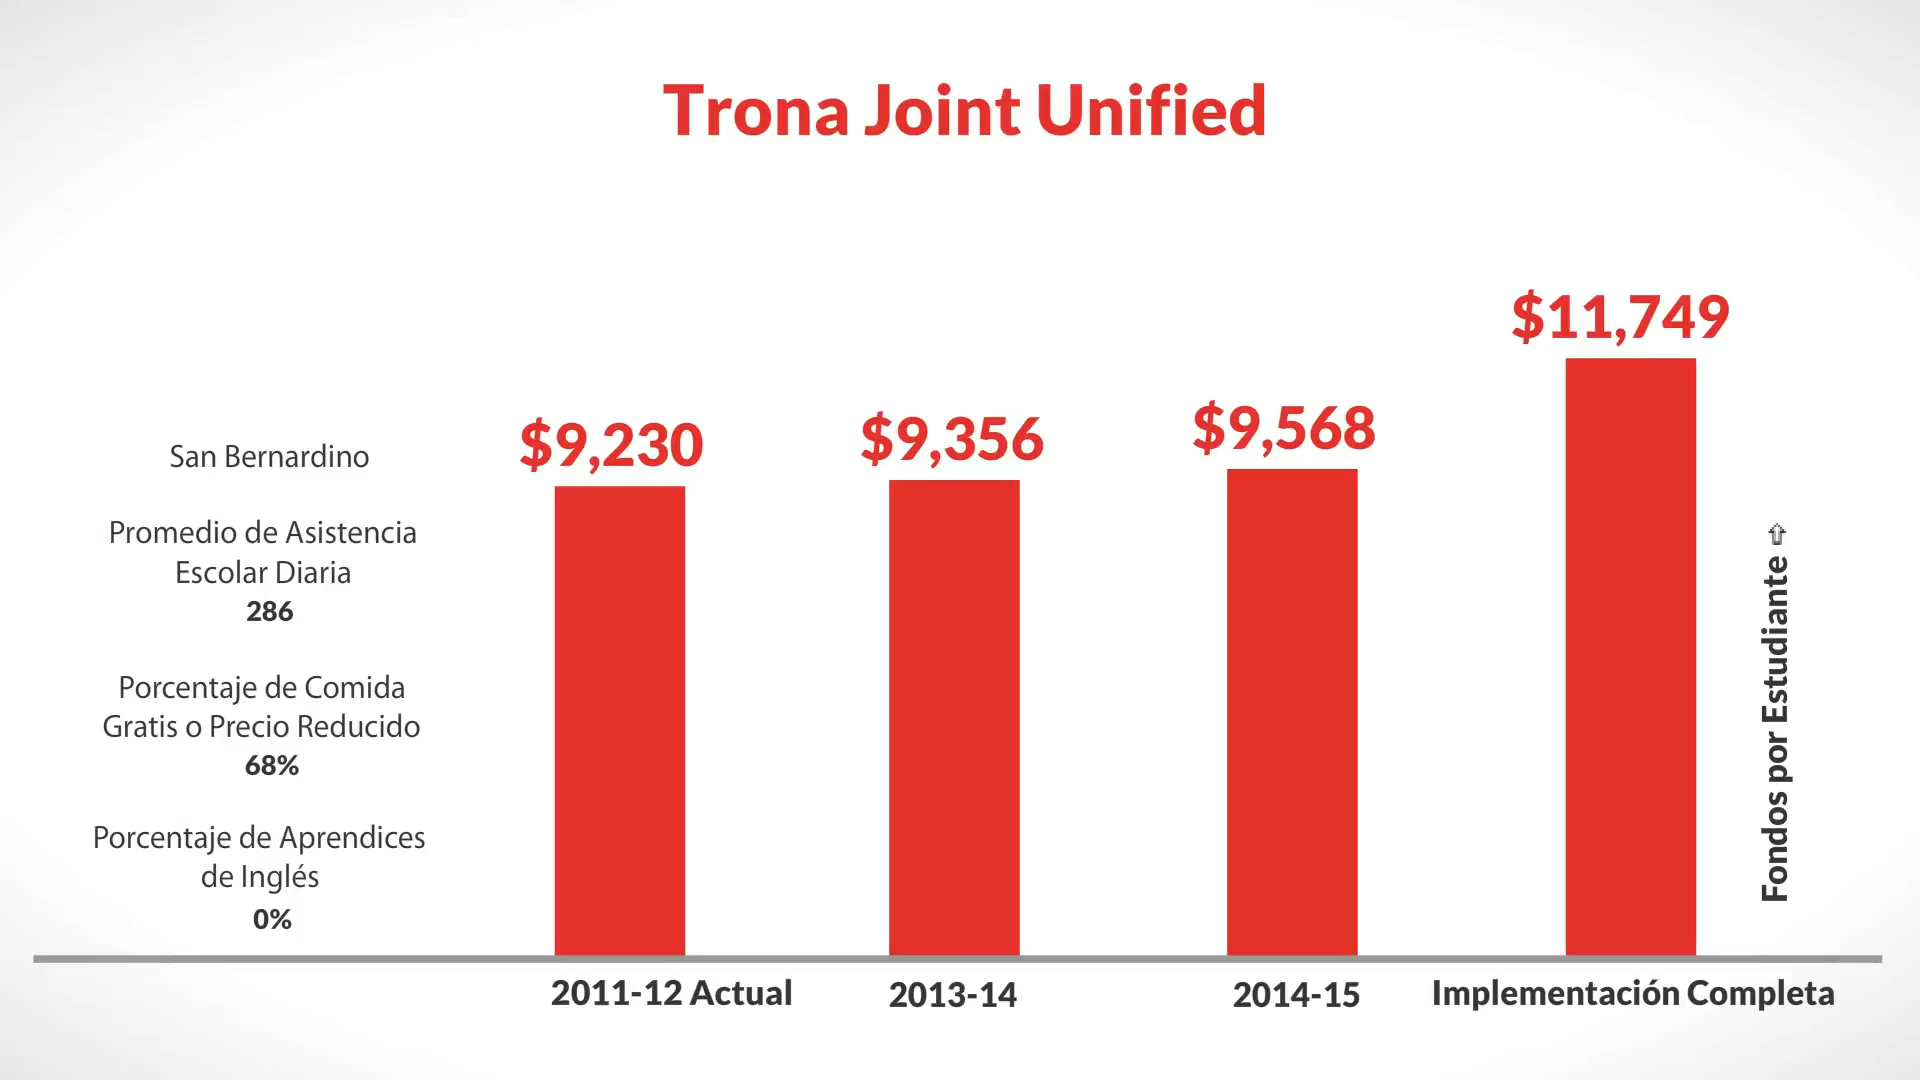 Trona Joint Unified
San Bernardino
Promedio de Asistencia
Escolar Diaria
286
Porcentaje de Comida
Gratis o Precio Reducido
68%
Porcentaje de Aprendices
de Inglés
0%
$9,230
$9,356
$9,568
$11,749
Fondos por Estudiante ⇧
2011-12 Actual
2013-14
2014-15
Implementación Completa